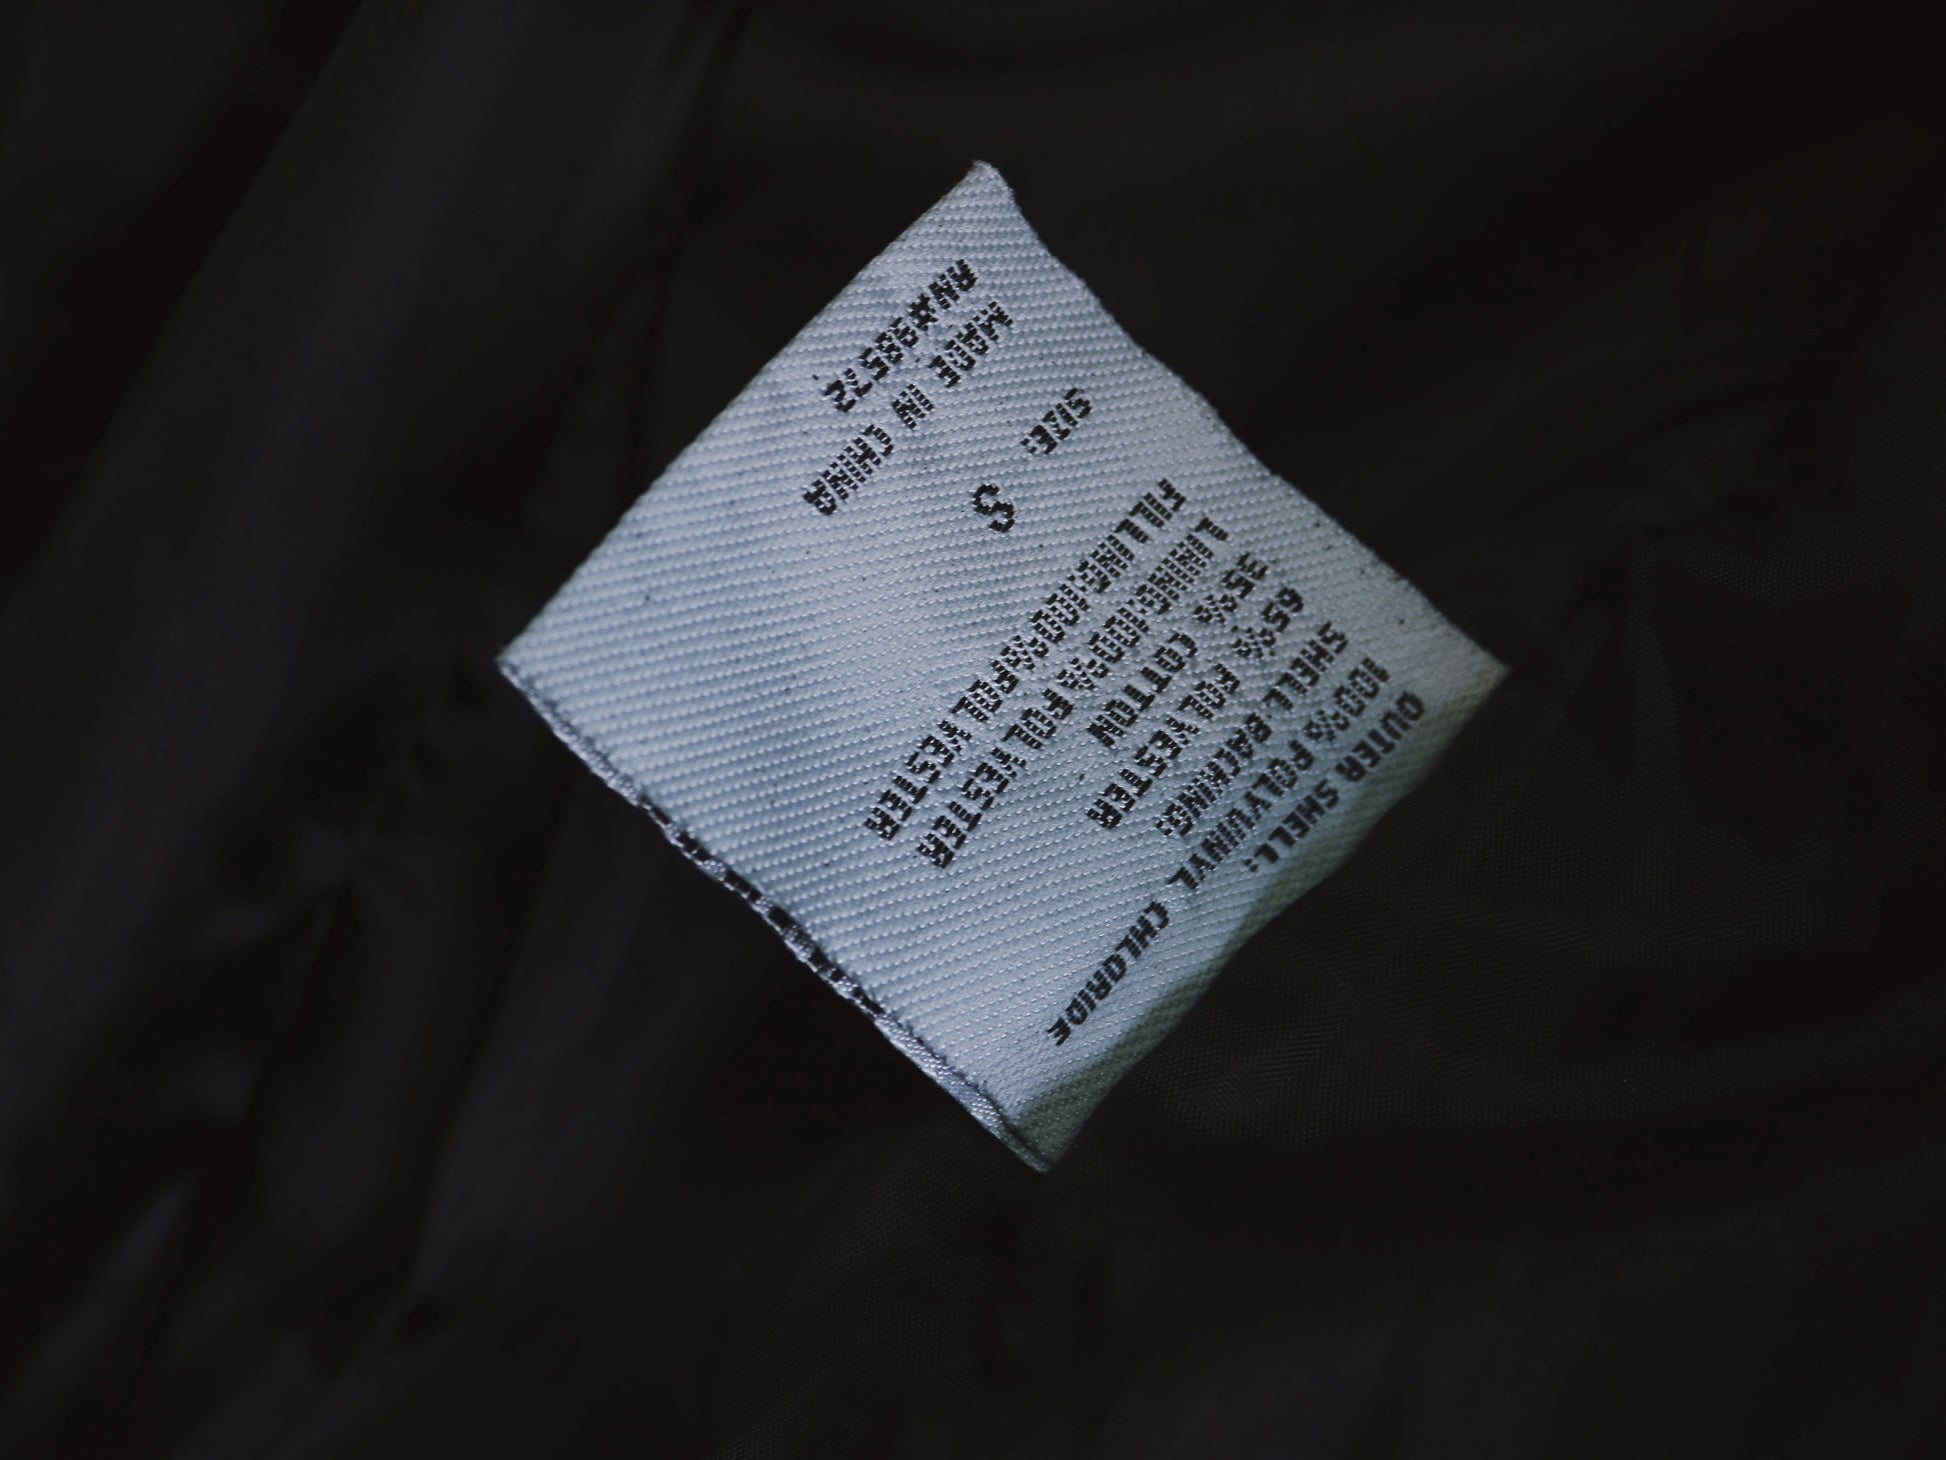 OUTER SHELL:
100% POLYVINYL CHLORIDE
SHELL BACKING:
65% POLYESTER
35% COTTON
LINING:100%POLYESTER
FILLING:100%POLYESTER
SIZE:
S
MADE IN CHINA
RN#98572